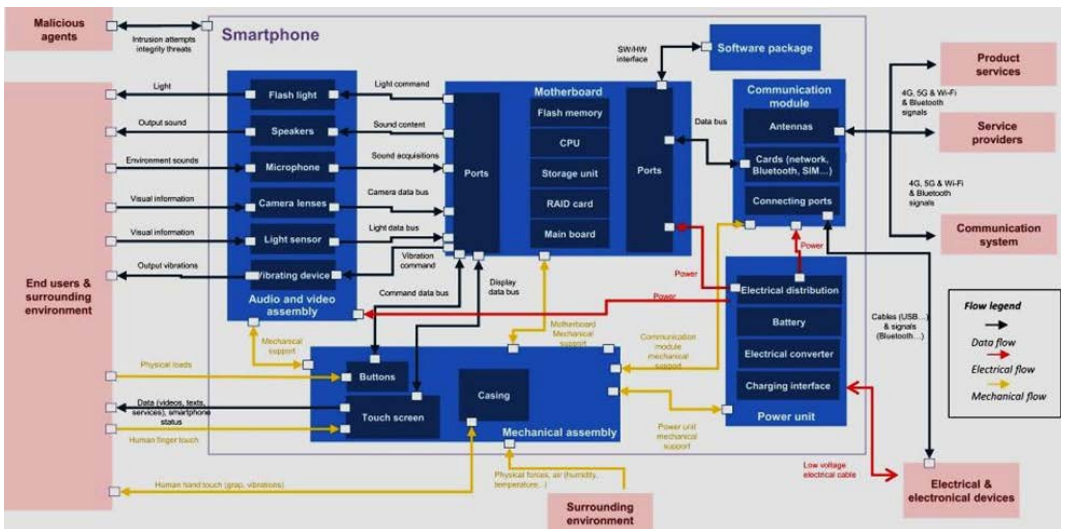 Malicious
agents
Intrusion attempts
integrity threats
Smartphone
SW/HW
interface
Software package
Product
services
4G, 5G & Wi-Fi
& Bluetooth
signals
Service
providers
4G, 5G & Wi-Fi
& Bluetooth
signals
Communication
system
End users &
surrounding
environment
Light
Output sound
Environment sounds
Visual information
Visual information
Output vibrations
Flash light
Speakers
Microphone
Camera lenses
Light sensor
Vibrating device
Audio and video
assembly
Light command
Sound content
Sound acquisitions
Camera data bus
Light data bus
Vibration
command
Command data bus
Display
data bus
Motherboard
Ports
Flash memory
CPU
Storage unit
RAID card
Main board
Ports
Data bus
Communication
module
Antennas
Cards (network,
Bluetooth, SIM...)
Connecting ports
Power
Power
Power
Electrical distribution
Battery
Electrical converter
Charging interface
Power unit
Cables (USB...)
& signals
(Bluetooth...)
Flow legend
Data flow
Electrical flow
Mechanical flow
Mechanical
support
Motherboard
Mechanical
support
Communication
module
mechanical
support
Physical loads
Buttons
Touch screen
Casing
Mechanical assembly
Data (videos, texts,
services), smartphone
status
Human finger touch
Power unit
mechanical
support
Human hand touch (grap, vibrations)
Physical forces, air (humidity,
temperature,..)
Surrounding
environment
Low voltage
electrical cable
Electrical &
electronical devices